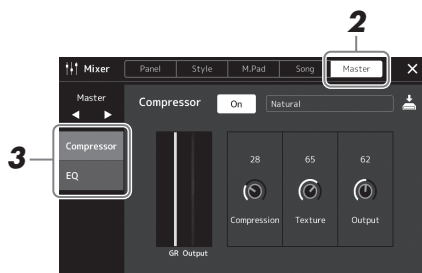 2
Mixer
Panel Style M.Pad Song Master
Master
Compressor On Natural
3
Compressor
EQ
28 65 62
Compression Texture Output
GR Output